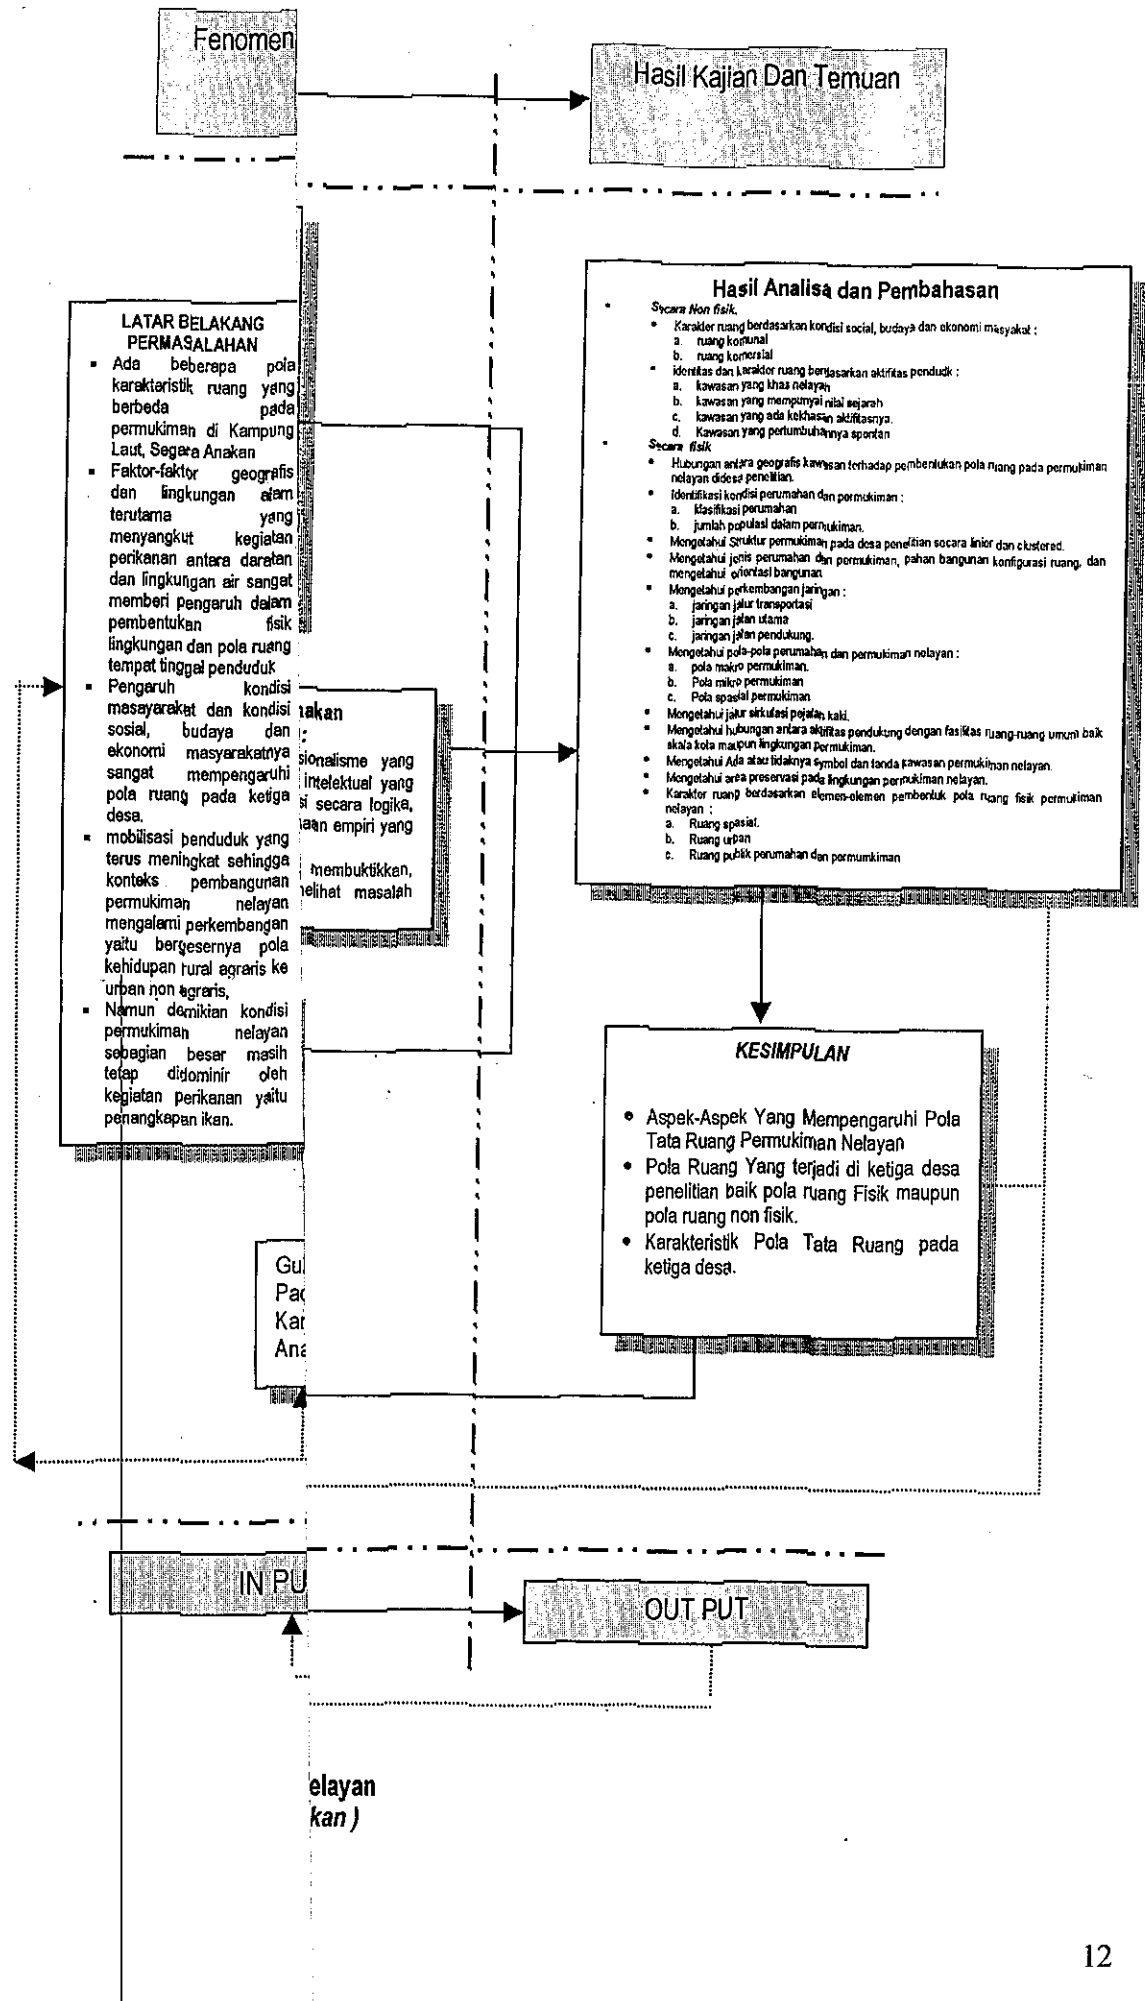 Fenomen
Hasil Kajian Dan Temuan
LATAR BELAKANG
PERMASALAHAN
▪ Ada beberapa pola
karakteristik ruang yang
berbeda pada
permukiman di Kampung
Laut, Segara Anakan
▪ Faktor-faktor geografis
dan lingkungan alam
terutama yang
menyangkut kegiatan
perikanan antara daratan
dan lingkungan air sangat
memberi pengaruh dalam
pembentukan fisik
lingkungan dan pola ruang
tempat tinggal penduduk
▪ Pengaruh kondisi
masayarakat dan kondisi
sosial, budaya dan
ekonomi masyarakatnya
sangat mempengaruhi
pola ruang pada ketiga
desa.
▪ mobilisasi penduduk yang
terus meningkat sehingga
konteks pembangunan
permukiman nelayan
mengalami perkembangan
yaitu bergesernya pola
kehidupan rural agraris ke
urban non agraris,
▪ Namun demikian kondisi
permukiman nelayan
sebagian besar masih
tetap didominir oleh
kegiatan perikanan yaitu
penangkapan ikan.
nakan
sionalisme yang
intelektual yang
si secara logika,
naan empiri yang
membuktikkan,
nelihat masalah
Hasil Analisa dan Pembahasan
▪ Secara Non fisik.
▪ Karakter ruang berdasarkan kondisi social, budaya dan ekonomi masyakat :
a. ruang komunal
b. ruang komersial
▪ identitas dan karakter ruang berdasarkan aktifitas penduk :
a. kawasan yang khas nelayan
b. kawasan yang mempunyai nilai sejarah
c. kawasan yang ada kekhasan aktifitasnya.
d. Kawasan yang pertumbuhannya spontan
▪ Secara fisik
▪ Hubungan antara geografis kawasan terhadap pembentukan pola ruang pada permukiman
nelayan didesa penelitian.
▪ Identifikasi kondisi perumahan dan permukiman :
a. klasifikasi perumahan
b. jumlah populasi dalam permukiman.
▪ Mengetahui Struktur permukiman pada desa penelitian secara linier dan clustered.
▪ Mengetahui jenis perumahan dan permukiman, bahan bangunan konfigurasi ruang, dan
mengetahui orientasi bangunan
▪ Mengetahui perkembangan jaringan :
a. jaringan jalur transportasi
b. jaringan jalan utama
c. jaringan jalan pendukung.
▪ Mengetahui pola-pola perumahan dan permukiman nelayan :
a. pola makro permukiman.
b. Pola mikro permukiman
c. Pola spasial permukiman
▪ Mengetahui jalur sirkulasi pejalan kaki.
▪ Mengetahui hubungan antara aktifitas pendukung dengan fasilitas ruang-ruang umum baik
skala kota maupun lingkungan permukiman.
▪ Mengetahui Ada atau tidaknya symbol dan tanda kawasan permukiman nelayan.
▪ Mengetahui area preservasi pada lingkungan permukiman nelayan.
▪ Karakter ruang berdasarkan elemen-elemen pembentuk pola ruang fisik permukiman
nelayan :
a. Ruang spasial.
b. Ruang urban
c. Ruang publik perumahan dan permumkiman
KESIMPULAN
• Aspek-Aspek Yang Mempengaruhi Pola
Tata Ruang Permukiman Nelayan
• Pola Ruang Yang terjadi di ketiga desa
penelitian baik pola ruang Fisik maupun
pola ruang non fisik.
• Karakteristik Pola Tata Ruang pada
ketiga desa.
Gu
Pad
Kar
Ana
IN PU
OUT PUT
elayan
kan )
12